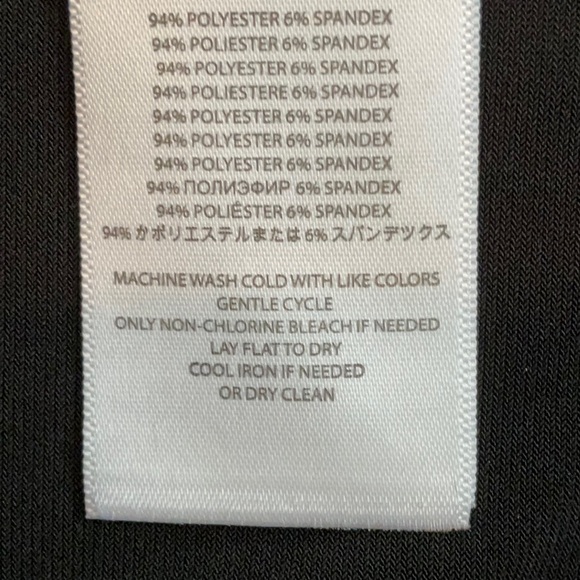 94% POLYESTER 6% SPANDEX
94% POLIESTER 6% SPANDEX
94% POLYESTER 6% SPANDEX
94% POLIESTERE 6% SPANDEX
94% POLYESTER 6% SPANDEX
94% POLYESTER 6% SPANDEX
94% POLYESTER 6% SPANDEX
94% ПОЛИЭФИР 6% SPANDEX
94% POLIÉSTER 6% SPANDEX
94% かポリエステルまたは 6% スパンデックス
MACHINE WASH COLD WITH LIKE COLORS
GENTLE CYCLE
ONLY NON-CHLORINE BLEACH IF NEEDED
LAY FLAT TO DRY
COOL IRON IF NEEDED
OR DRY CLEAN